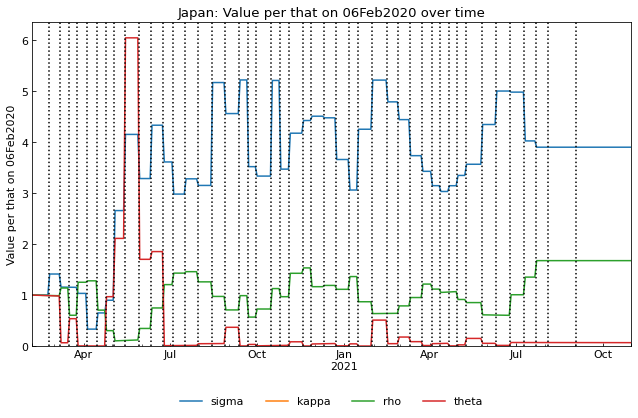 Japan: Value per that on 06Feb2020 over time
Value per that on 06Feb2020
6
5
4
3
2
1
0
Apr Jul Oct Jan Apr Jul Oct
2021
sigma kappa rho theta